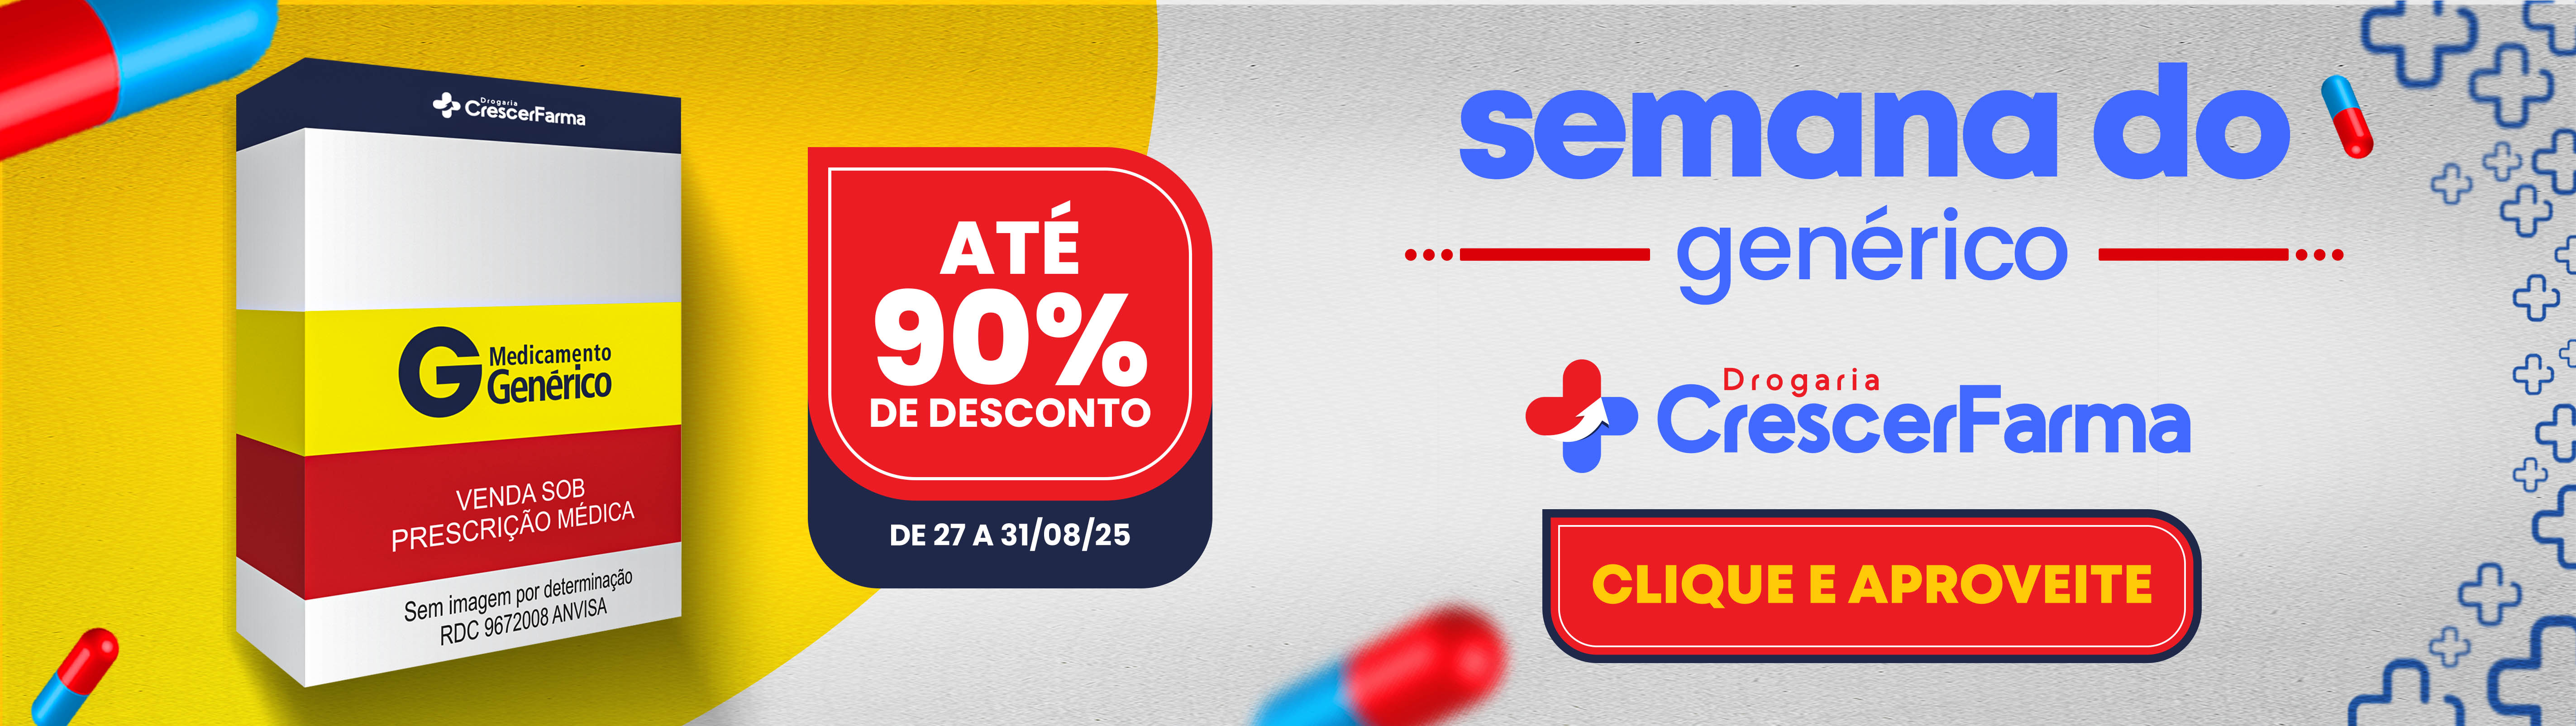 Drogaria
CrescerFarma
Medicamento
Genérico
VENDA SOB
PRESCRIÇÃO MÉDICA
Sem imagem por determinação
RDC 9672008 ANVISA
ATÉ
90%
DE DESCONTO
DE 27 A 31/08/25
semana do
genérico
Drogaria
CrescerFarma
CLIQUE E APROVEITE